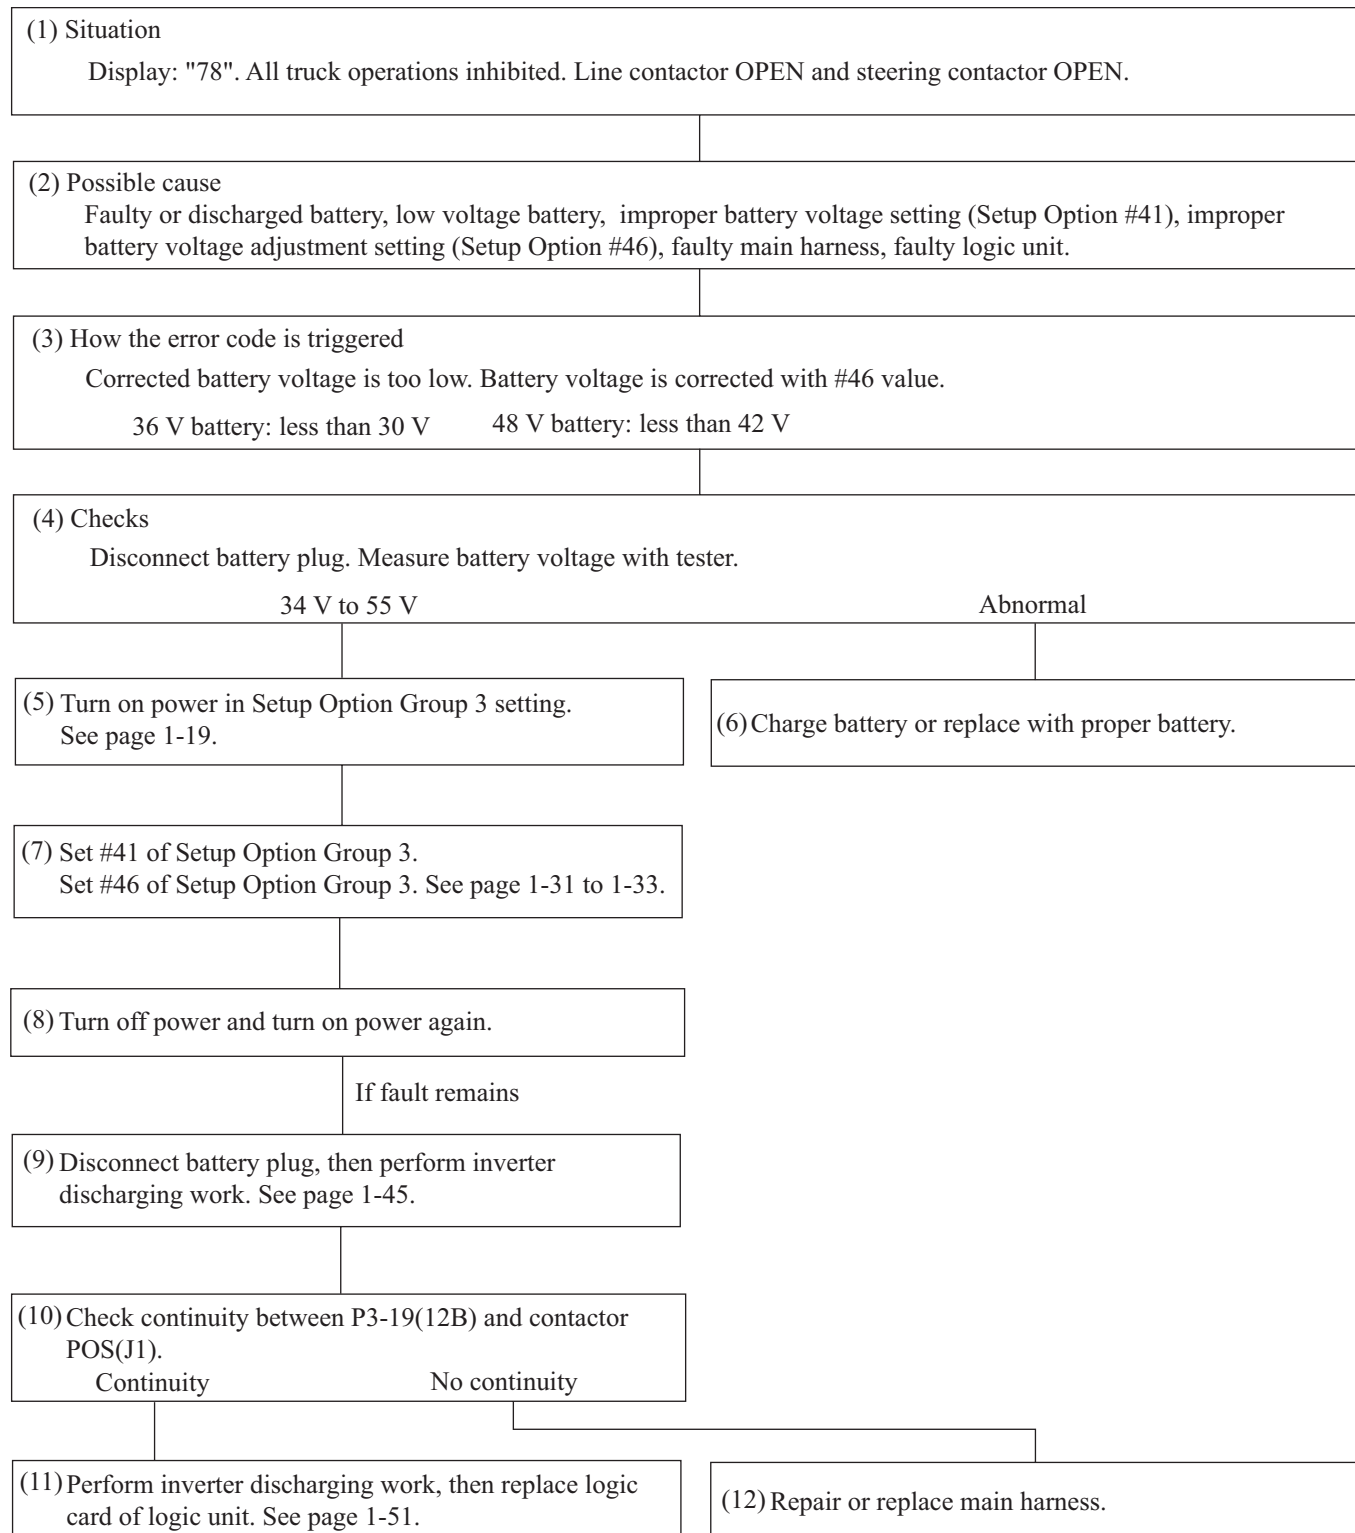 (1) Situation
Display: "78". All truck operations inhibited. Line contactor OPEN and steering contactor OPEN.
(2) Possible cause
Faulty or discharged battery, low voltage battery, improper battery voltage setting (Setup Option #41), improper
battery voltage adjustment setting (Setup Option #46), faulty main harness, faulty logic unit.
(3) How the error code is triggered
Corrected battery voltage is too low. Battery voltage is corrected with #46 value.
36 V battery: less than 30 V 48 V battery: less than 42 V
(4) Checks
Disconnect battery plug. Measure battery voltage with tester.
34 V to 55 V Abnormal
(5) Turn on power in Setup Option Group 3 setting.
See page 1-19.
(6) Charge battery or replace with proper battery.
(7) Set #41 of Setup Option Group 3.
Set #46 of Setup Option Group 3. See page 1-31 to 1-33.
(8) Turn off power and turn on power again.
If fault remains
(9) Disconnect battery plug, then perform inverter
discharging work. See page 1-45.
(10) Check continuity between P3-19(12B) and contactor
POS(J1).
Continuity No continuity
(11) Perform inverter discharging work, then replace logic
card of logic unit. See page 1-51.
(12) Repair or replace main harness.